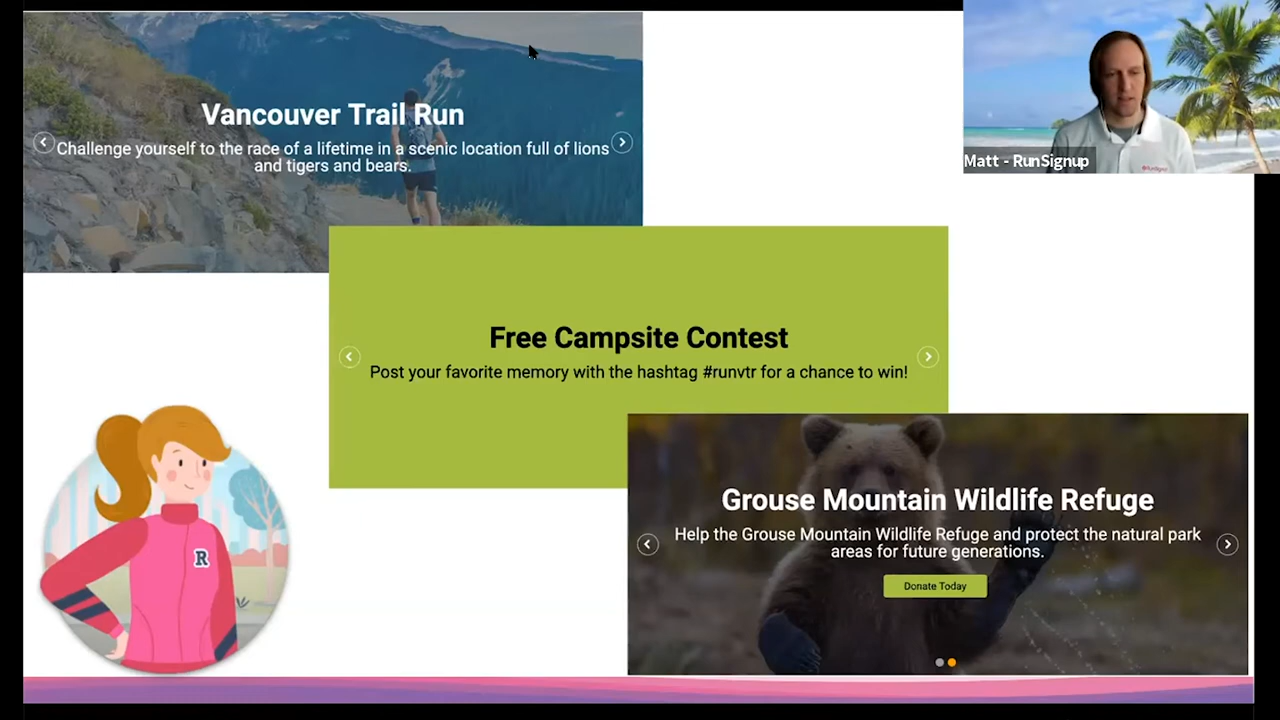 Vancouver Trail Run
Challenge yourself to the race of a lifetime in a scenic location full of lions
and tigers and bears.
Matt - RunSignup
Free Campsite Contest
Post your favorite memory with the hashtag #runvtr for a chance to win!
Grouse Mountain Wildlife Refuge
Help the Grouse Mountain Wildlife Refuge and protect the natural park
areas for future generations.
Donate Today
R